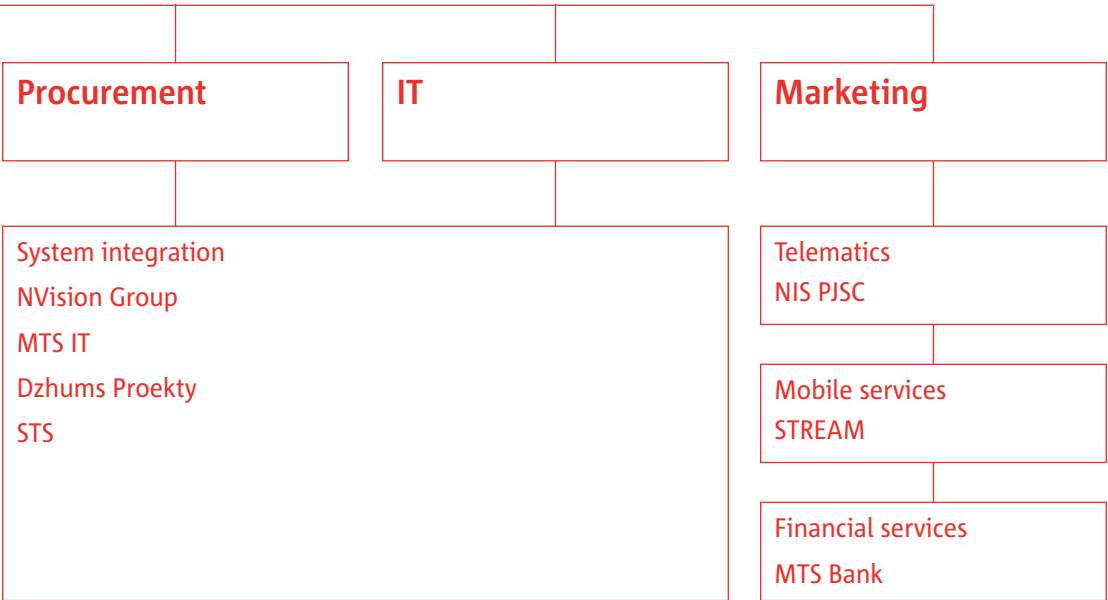 Procurement
IT
Marketing
System integration
NVision Group
MTS IT
Dzhums Proekty
STS
Telematics
NIS PJSC
Mobile services
STREAM
Financial services
MTS Bank